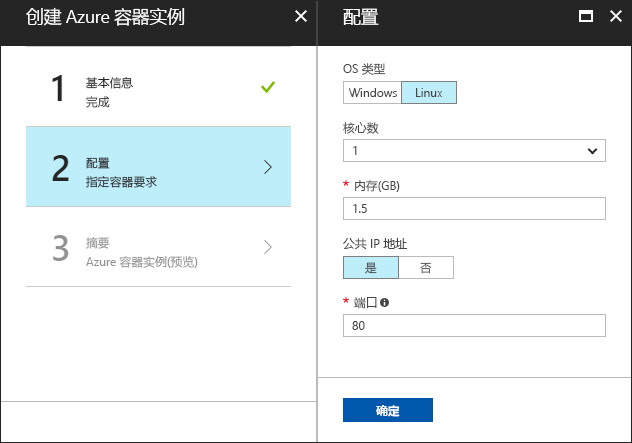 创建 Azure 容器实例
1
基本信息
完成
2
配置
指定容器要求
3
摘要
Azure 容器实例(预览)
配置
OS 类型
Windows Linux
核心数
1
* 内存(GB)
1.5
公共 IP 地址
是 否
* 端口
80
确定